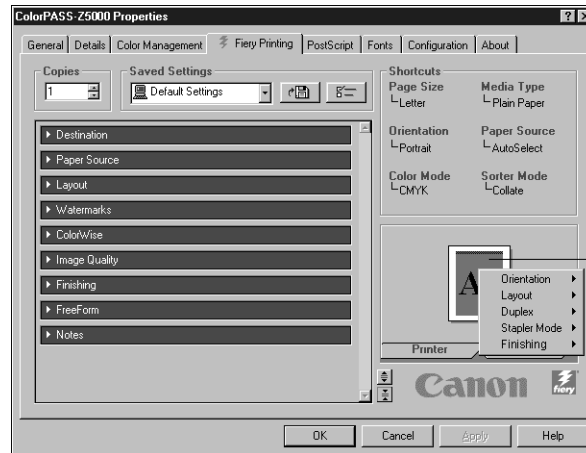 ColorPASS-Z5000 Properties
General Details Color Management Fiery Printing PostScript Fonts Configuration About
Copies
1
Saved Settings
Default Settings
Shortcuts
Page Size
Letter
Media Type
Plain Paper
Orientation
Portrait
Paper Source
AutoSelect
Color Mode
CMYK
Sorter Mode
Collate
Destination
Paper Source
Layout
Watermarks
ColorWise
Image Quality
Finishing
FreeForm
Notes
A
Orientation
Layout
Duplex
Stapler Mode
Finishing
Printer
Canon
fiery
OK Cancel Apply Help